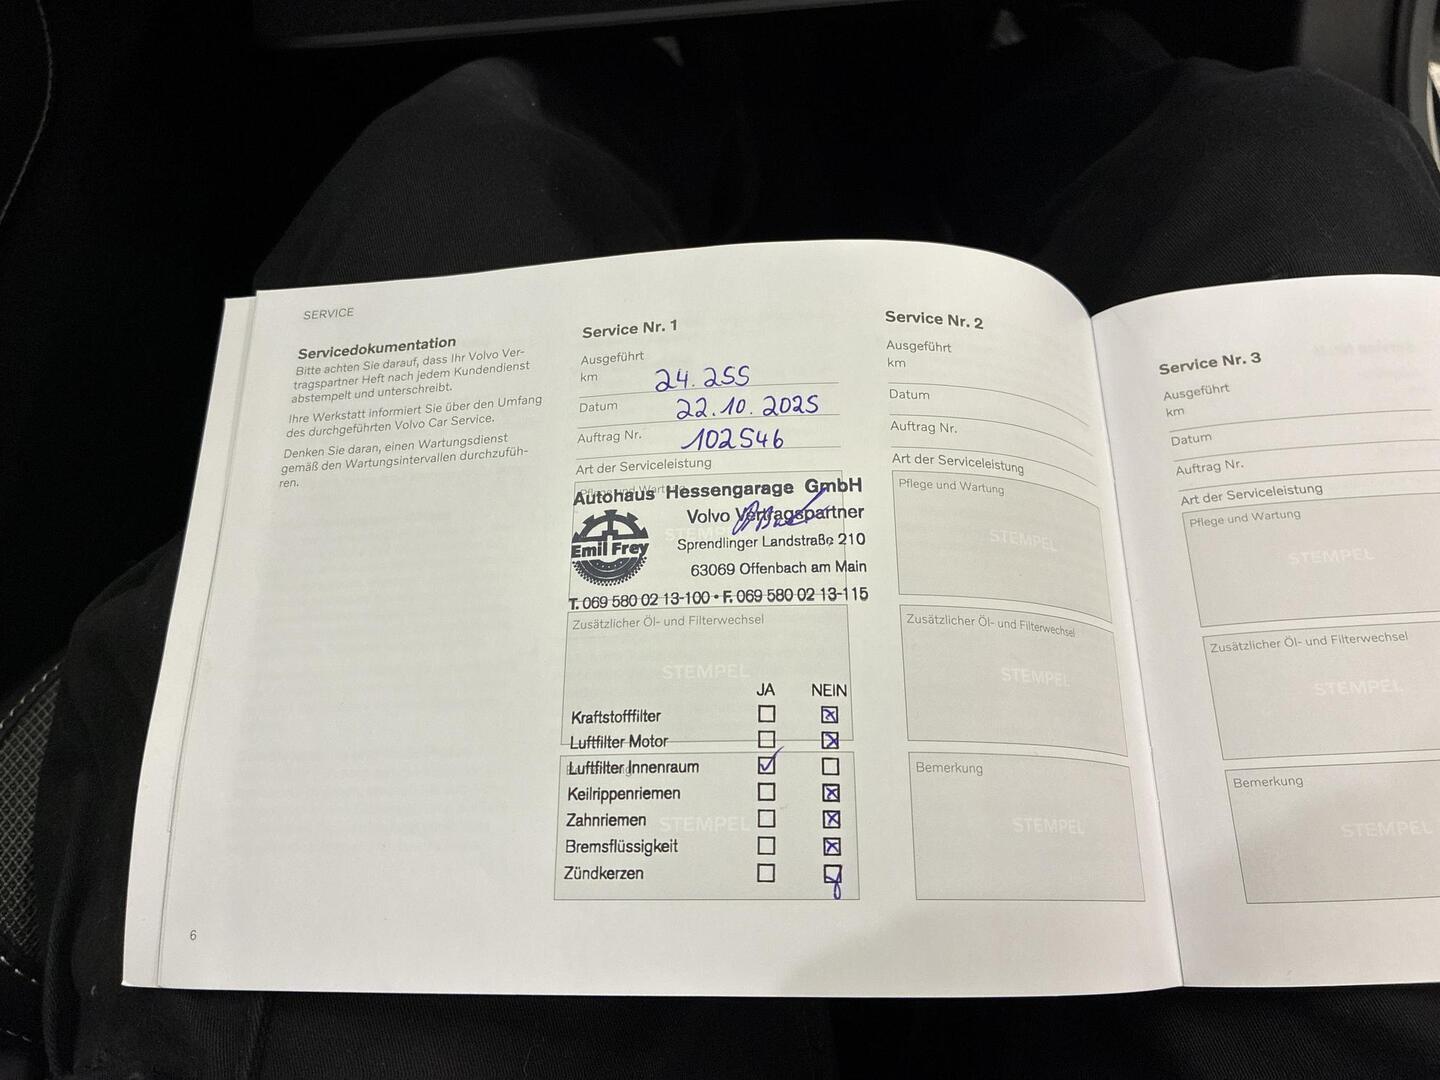 SERVICE
Servicedokumentation
Bitte achten Sie darauf, dass Ihr Volvo Ver-
tragspartner Heft nach jedem Kundendienst
abstempelt und unterschreibt.
Ihre Werkstatt informiert Sie über den Umfang
des durchgeführten Volvo Car Service.
Denken Sie daran, einen Wartungsdienst
gemäß den Wartungsintervallen durchzufüh-
ren.
6
Service Nr. 1
Ausgeführt
km 24.255
Datum 22.10.2025
Auftrag Nr. 102546
Art der Serviceleistung
Pflege und Wartung
STEMPEL
Autohaus Hessengarage GmbH
Volvo Vertragspartner
Emil Frey
Sprendlinger Landstraße 210
63069 Offenbach am Main
T. 069 580 02 13-100 • F. 069 580 02 13-115
Zusätzlicher Öl- und Filterwechsel
STEMPEL
JA NEIN
Kraftstofffilter
Luftfilter Motor
Luftfilter Innenraum
Keilrippenriemen
Zahnriemen
STEMPEL
Bremsflüssigkeit
Zündkerzen
Service Nr. 2
Ausgeführt
km
Datum
Auftrag Nr.
Art der Serviceleistung
Pflege und Wartung
STEMPEL
Zusätzlicher Öl- und Filterwechsel
STEMPEL
Bemerkung
STEMPEL
Service Nr. 3
Ausgeführt
km
Datum
Auftrag Nr.
Art der Serviceleistung
Pflege und Wartung
STEMPEL
Zusätzlicher Öl- und Filterwechsel
STEMPEL
Bemerkung
STEMPEL